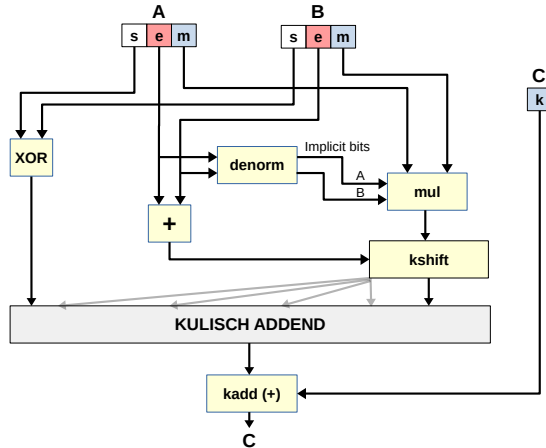 A
B
s e m
s e m
C
k
XOR
denorm
Implicit bits
A
B
mul
+
kshift
KULISCH ADDEND
kadd (+)
C